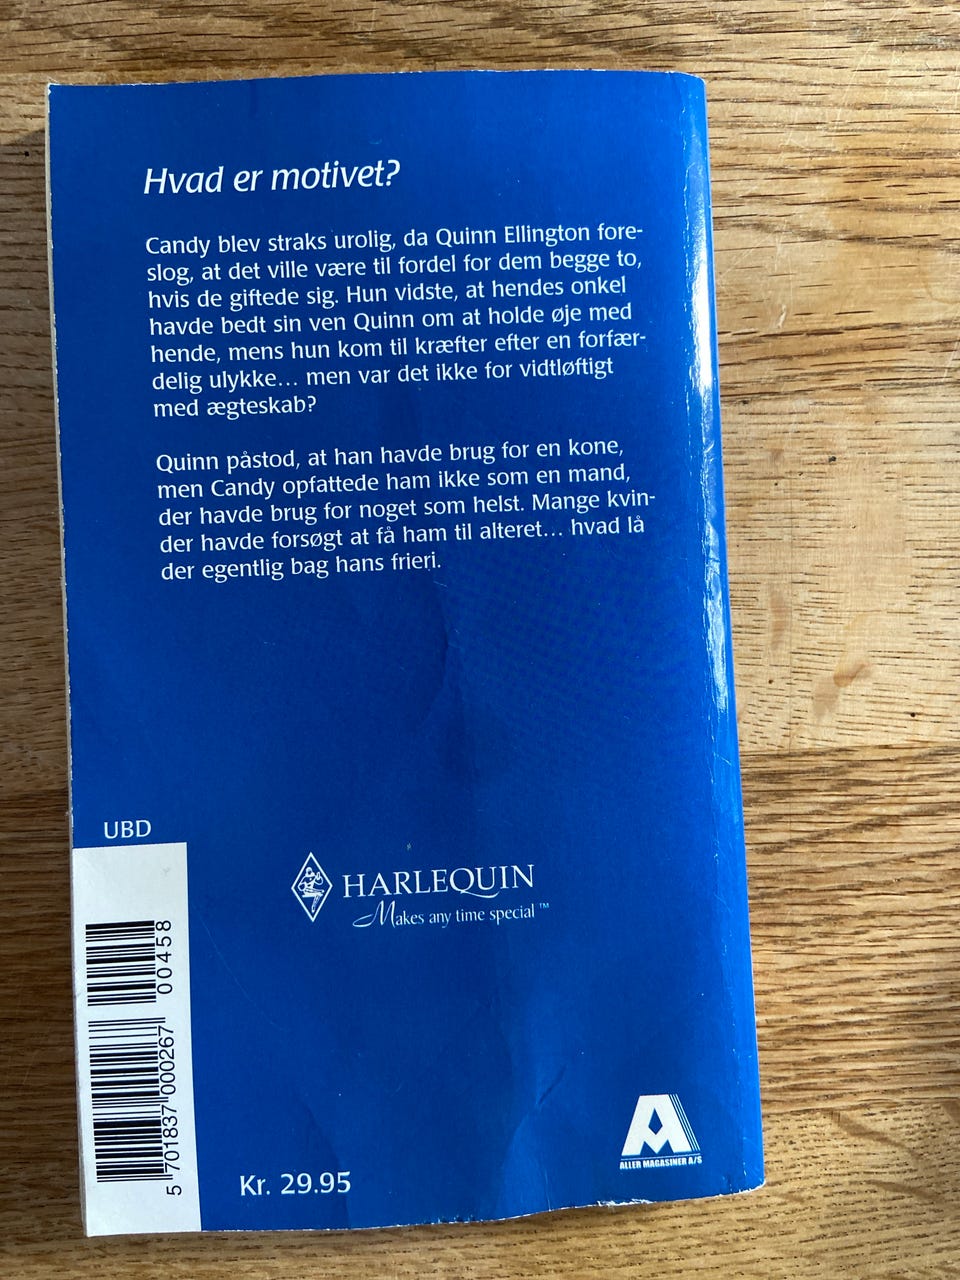 Hvad er motivet?
Candy blev straks urolig, da Quinn Ellington fore-
slog, at det ville være til fordel for dem begge to,
hvis de giftede sig. Hun vidste, at hendes onkel
havde bedt sin ven Quinn om at holde øje med
hende, mens hun kom til kræfter efter en forfær-
delig ulykke... men var det ikke for vidtløftigt
med ægteskab?
Quinn påstod, at han havde brug for en kone,
men Candy opfattede ham ikke som en mand,
der havde brug for noget som helst. Mange kvin-
der havde forsøgt at få ham til alteret... hvad lå
der egentlig bag hans frieri.
UBD
HARLEQUIN
Makes any time special™
00458
5 701837 000267
Kr. 29.95
ALLER MAGASINER A/S